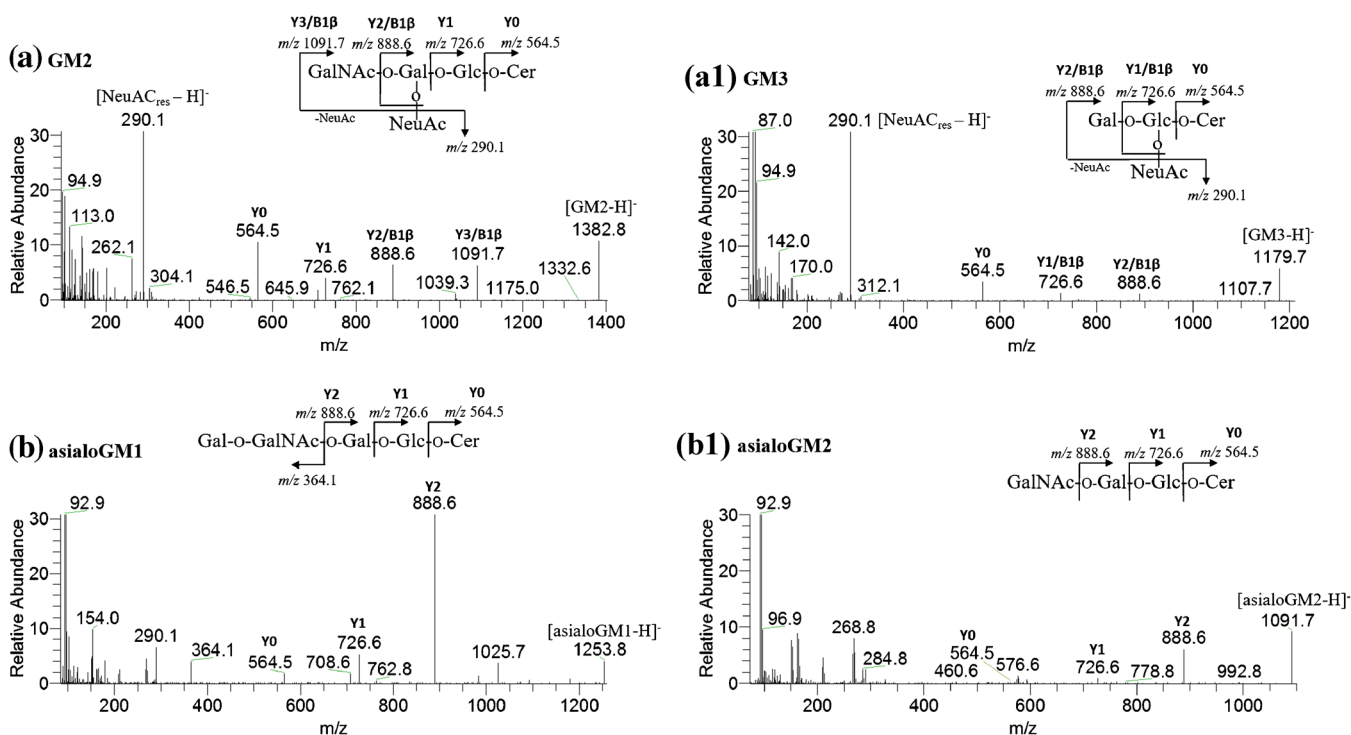 (a) GM2
Y3/B1β Y2/B1β Y1 Y0
m/z 1091.7 m/z 888.6 m/z 726.6 m/z 564.5
GalNAc-o-Gal-o-Glc-o-Cer
o
-NeuAc
NeuAc
m/z 290.1
[NeuACres – H]-
290.1
Relative Abundance
30
20
10
0
94.9
113.0
262.1
304.1
546.5
Y0
564.5
645.9
Y1
726.6
762.1
Y2/B1β
888.6
1039.3
Y3/B1β
1091.7
1175.0
1332.6
[GM2-H]-
1382.8
200 400 600 800 1000 1200 1400
m/z
(a1) GM3
Y2/B1β Y1/B1β Y0
m/z 888.6 m/z 726.6 m/z 564.5
Gal-o-Glc-o-Cer
o
-NeuAc
NeuAc
m/z 290.1
87.0
290.1 [NeuACres – H]-
Relative Abundance
30
20
10
0
94.9
142.0
170.0
312.1
Y0
564.5
Y1/B1β
726.6
Y2/B1β
888.6
1107.7
[GM3-H]-
1179.7
200 400 600 800 1000 1200
m/z
(b) asialoGM1
Y2 Y1 Y0
m/z 888.6 m/z 726.6 m/z 564.5
Gal-o-GalNAc-o-Gal-o-Glc-o-Cer
m/z 364.1
Relative Abundance
30
20
10
0
92.9
154.0
290.1
364.1
Y0
564.5
708.6
Y1
726.6
762.8
Y2
888.6
1025.7
[asialoGM1-H]-
1253.8
200 400 600 800 1000 1200
m/z
(b1) asialoGM2
Y2 Y1 Y0
m/z 888.6 m/z 726.6 m/z 564.5
GalNAc-o-Gal-o-Glc-o-Cer
Relative Abundance
30
20
10
0
92.9
96.9
268.8
284.8
460.6
Y0
564.5
576.6
Y1
726.6
778.8
Y2
888.6
992.8
[asialoGM2-H]-
1091.7
200 400 600 800 1000
m/z